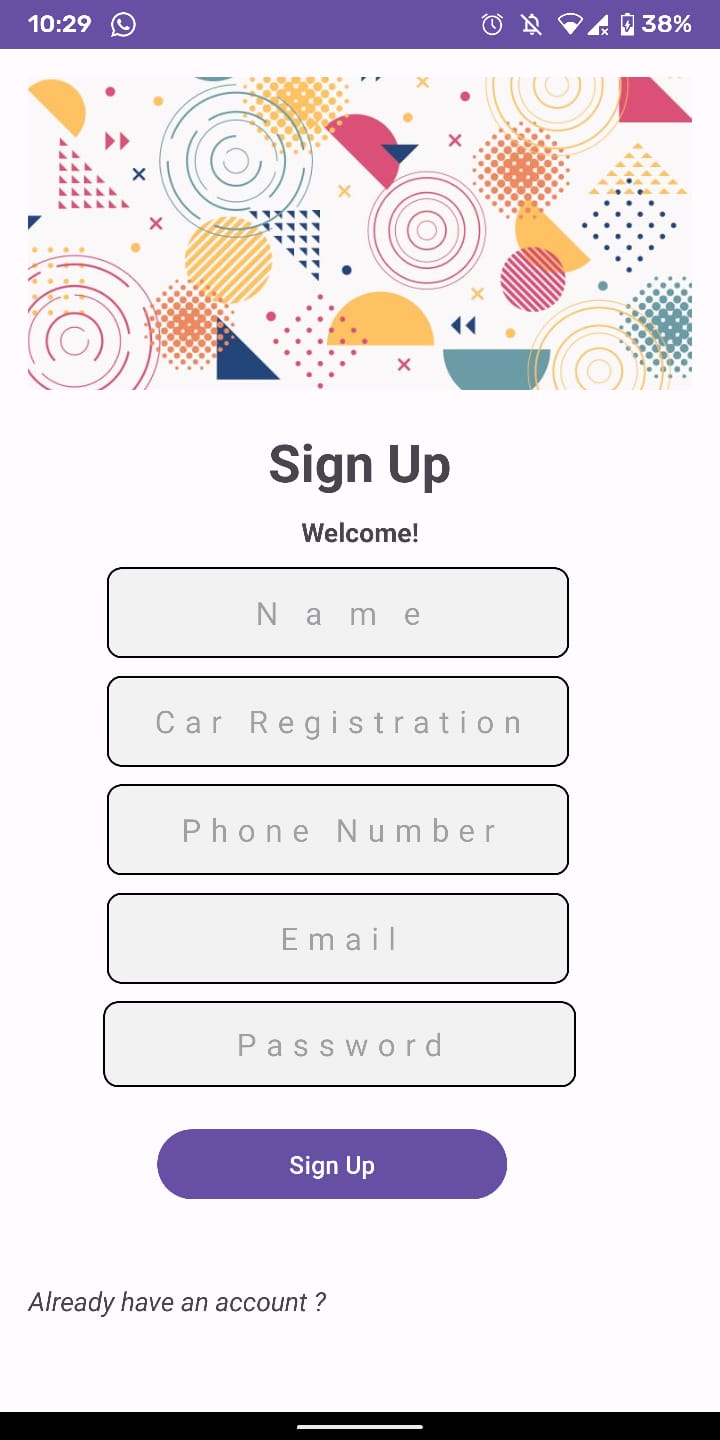 10:29 38%
Sign Up
Welcome!
Name
Car Registration
Phone Number
Email
Password
Sign Up
Already have an account ?